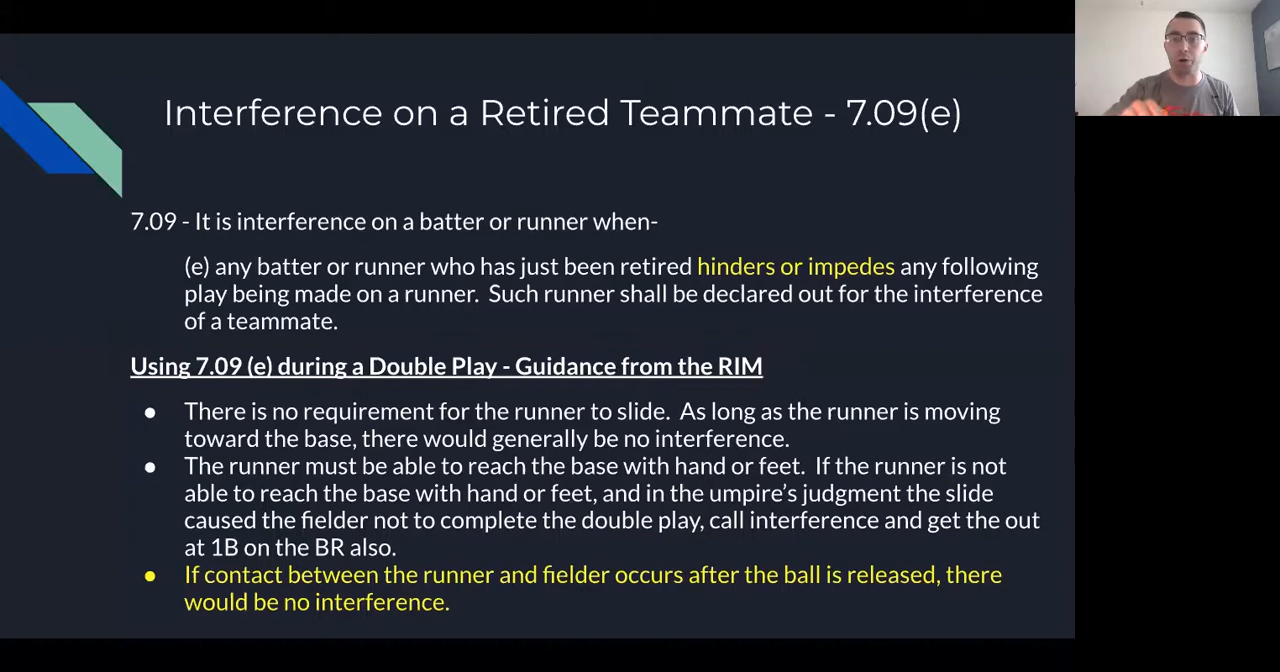 Interference on a Retired Teammate - 7.09(e)
7.09 - It is interference on a batter or runner when-
(e) any batter or runner who has just been retired hinders or impedes any following
play being made on a runner.  Such runner shall be declared out for the interference
of a teammate.
Using 7.09 (e) during a Double Play - Guidance from the RIM
● There is no requirement for the runner to slide.  As long as the runner is moving
toward the base, there would generally be no interference.
● The runner must be able to reach the base with hand or feet.  If the runner is not
able to reach the base with hand or feet, and in the umpire’s judgment the slide
caused the fielder not to complete the double play, call interference and get the out
at 1B on the BR also.
● If contact between the runner and fielder occurs after the ball is released, there
would be no interference.